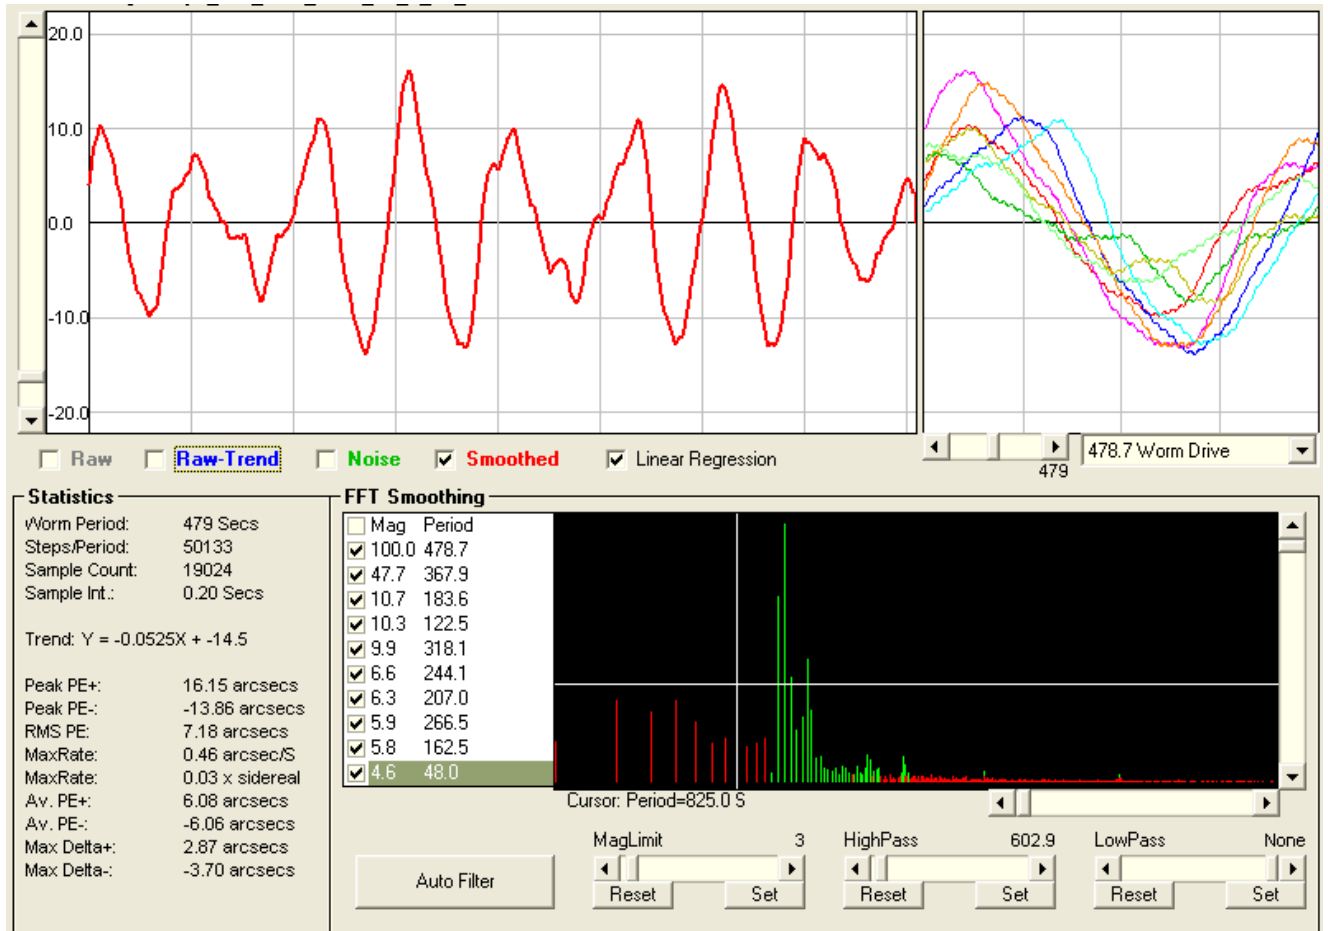 20.0
10.0
0.0
-10.0
-20.0
Raw Raw-Trend Noise Smoothed Linear Regression
479
478.7 Worm Drive
Statistics
Worm Period: 479 Secs
Steps/Period: 50133
Sample Count: 19024
Sample Int.: 0.20 Secs
Trend: Y = -0.0525X + -14.5
Peak PE+: 16.15 arcsecs
Peak PE-: -13.86 arcsecs
RMS PE: 7.18 arcsecs
MaxRate: 0.46 arcsec/S
MaxRate: 0.03 x sidereal
Av. PE+: 6.08 arcsecs
Av. PE-: -6.06 arcsecs
Max Delta+: 2.87 arcsecs
Max Delta-: -3.70 arcsecs
FFT Smoothing
Mag Period
100.0 478.7
47.7 367.9
10.7 183.6
10.3 122.5
9.9 318.1
6.6 244.1
6.3 207.0
5.9 266.5
5.8 162.5
4.6 48.0
Cursor: Period=825.0 S
Auto Filter
MagLimit 3
Reset Set
HighPass 602.9
Reset Set
LowPass None
Reset Set